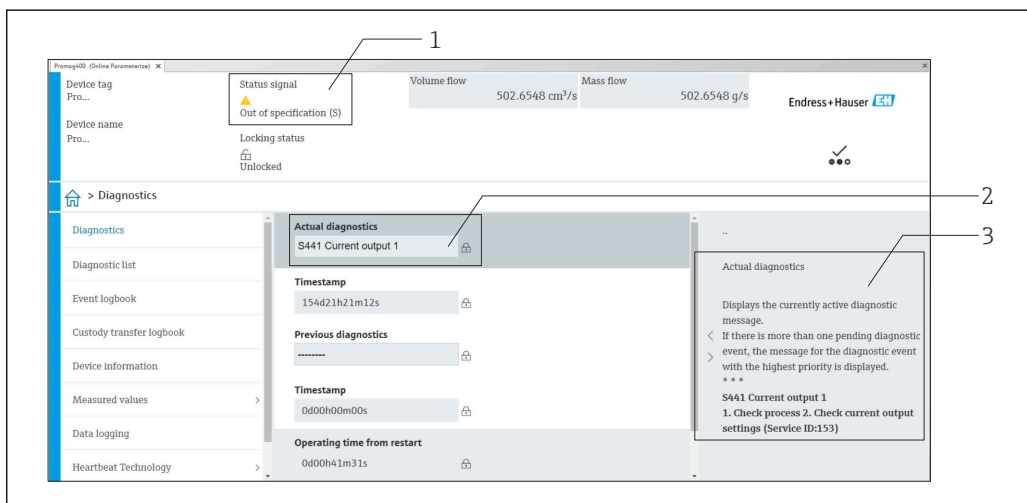 1
Promag400 (Online Parameterize) ×
Device tag
Pro...
Device name
Pro...
Status signal
Out of specification (S)
Locking status
Unlocked
Volume flow
502.6548 cm³/s
Mass flow
502.6548 g/s
Endress+Hauser EH
> Diagnostics
2
3
Diagnostics
Diagnostic list
Event logbook
Custody transfer logbook
Device information
Measured values >
Data logging
Heartbeat Technology >
Actual diagnostics
S441 Current output 1
Timestamp
154d21h21m12s
Previous diagnostics
--------
Timestamp
0d00h00m00s
Operating time from restart
0d00h41m31s
..
Actual diagnostics
Displays the currently active diagnostic
message.
If there is more than one pending diagnostic
event, the message for the diagnostic event
with the highest priority is displayed.
* * *
S441 Current output 1
1. Check process 2. Check current output
settings (Service ID:153)